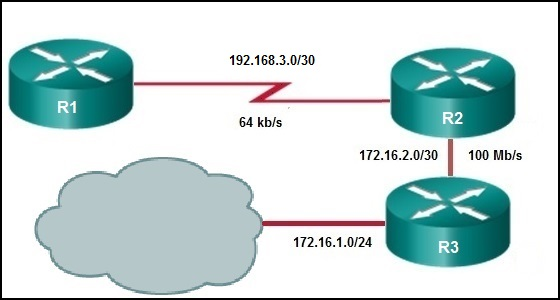 192.168.3.0/30
R1
R2
64 kb/s
172.16.2.0/30 100 Mb/s
172.16.1.0/24
R3